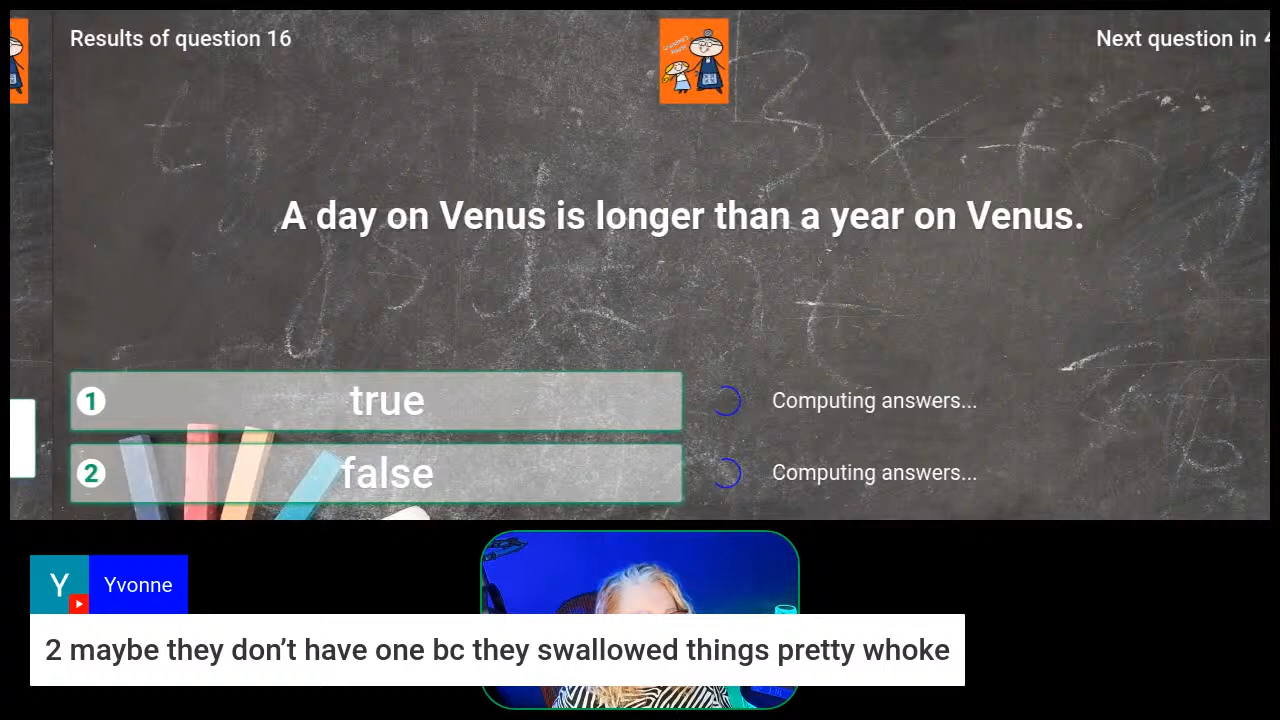 Results of question 16
Next question in
A day on Venus is longer than a year on Venus.
1 true
Computing answers...
2 false
Computing answers...
Y Yvonne
2 maybe they don’t have one bc they swallowed things pretty whoke